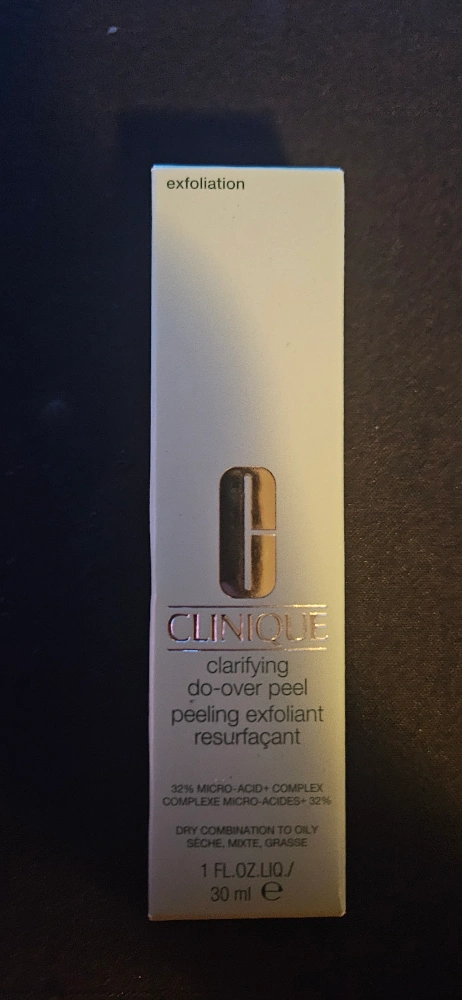 exfoliation
CLINIQUE
clarifying
do-over peel
peeling exfoliant
resurfaçant
32% MICRO-ACID+ COMPLEX
COMPLEXE MICRO-ACIDES+ 32%
DRY COMBINATION TO OILY
SÈCHE, MIXTE, GRASSE
1 FL.OZ.LIQ./
30 ml ℮